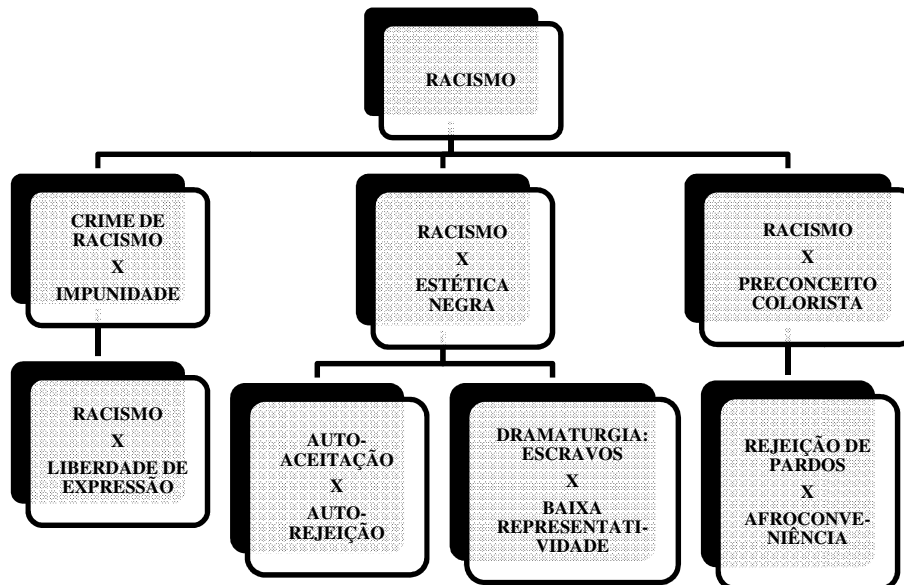 RACISMO
CRIME DE
RACISMO
X
IMPUNIDADE
RACISMO
X
ESTÉTICA
NEGRA
RACISMO
X
PRECONCEITO
COLORISTA
RACISMO
X
LIBERDADE DE
EXPRESSÃO
AUTO-
ACEITAÇÃO
X
AUTO-
REJEIÇÃO
DRAMATURGIA:
ESCRAVOS
X
BAIXA
REPRESENTATI-
VIDADE
REJEIÇÃO DE
PARDOS
X
AFROCONVE-
NIÊNCIA